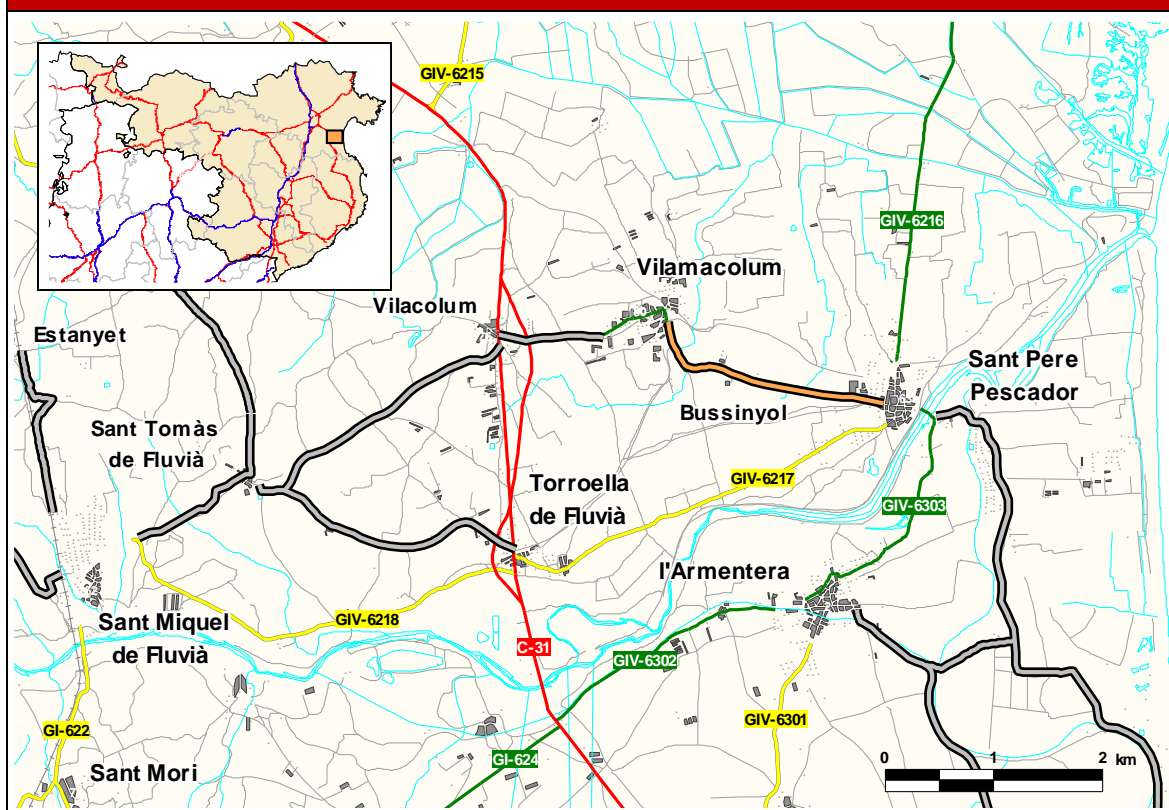 GIV-6215
GIV-6216
Vilamacolum
Vilacolum
Estanyet
Sant Pere
Pescador
Bussinyol
Sant Tomàs
de Fluvià
GIV-6217
Torroella
de Fluvià
GIV-6303
l'Armentera
Sant Miquel
de Fluvià
GIV-6218
C-31
GIV-6302
GIV-6301
GI-622
GI-624
Sant Mori
0 1 2 km